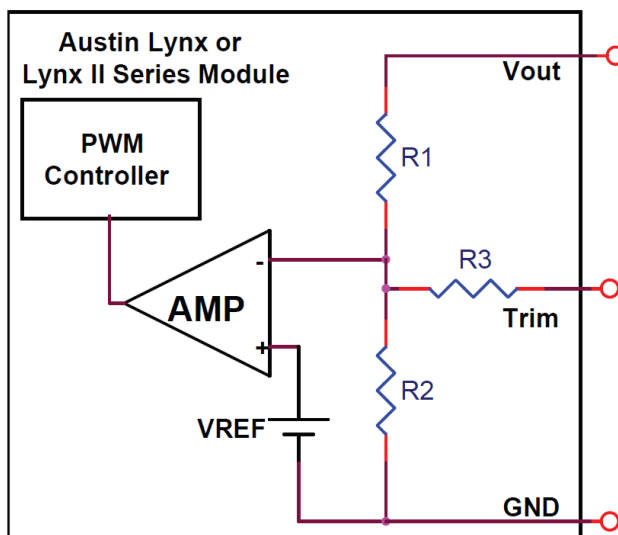 Austin Lynx or
Lynx II Series Module
Vout
PWM
Controller
R1
-
R3
AMP
Trim
+
R2
VREF
GND